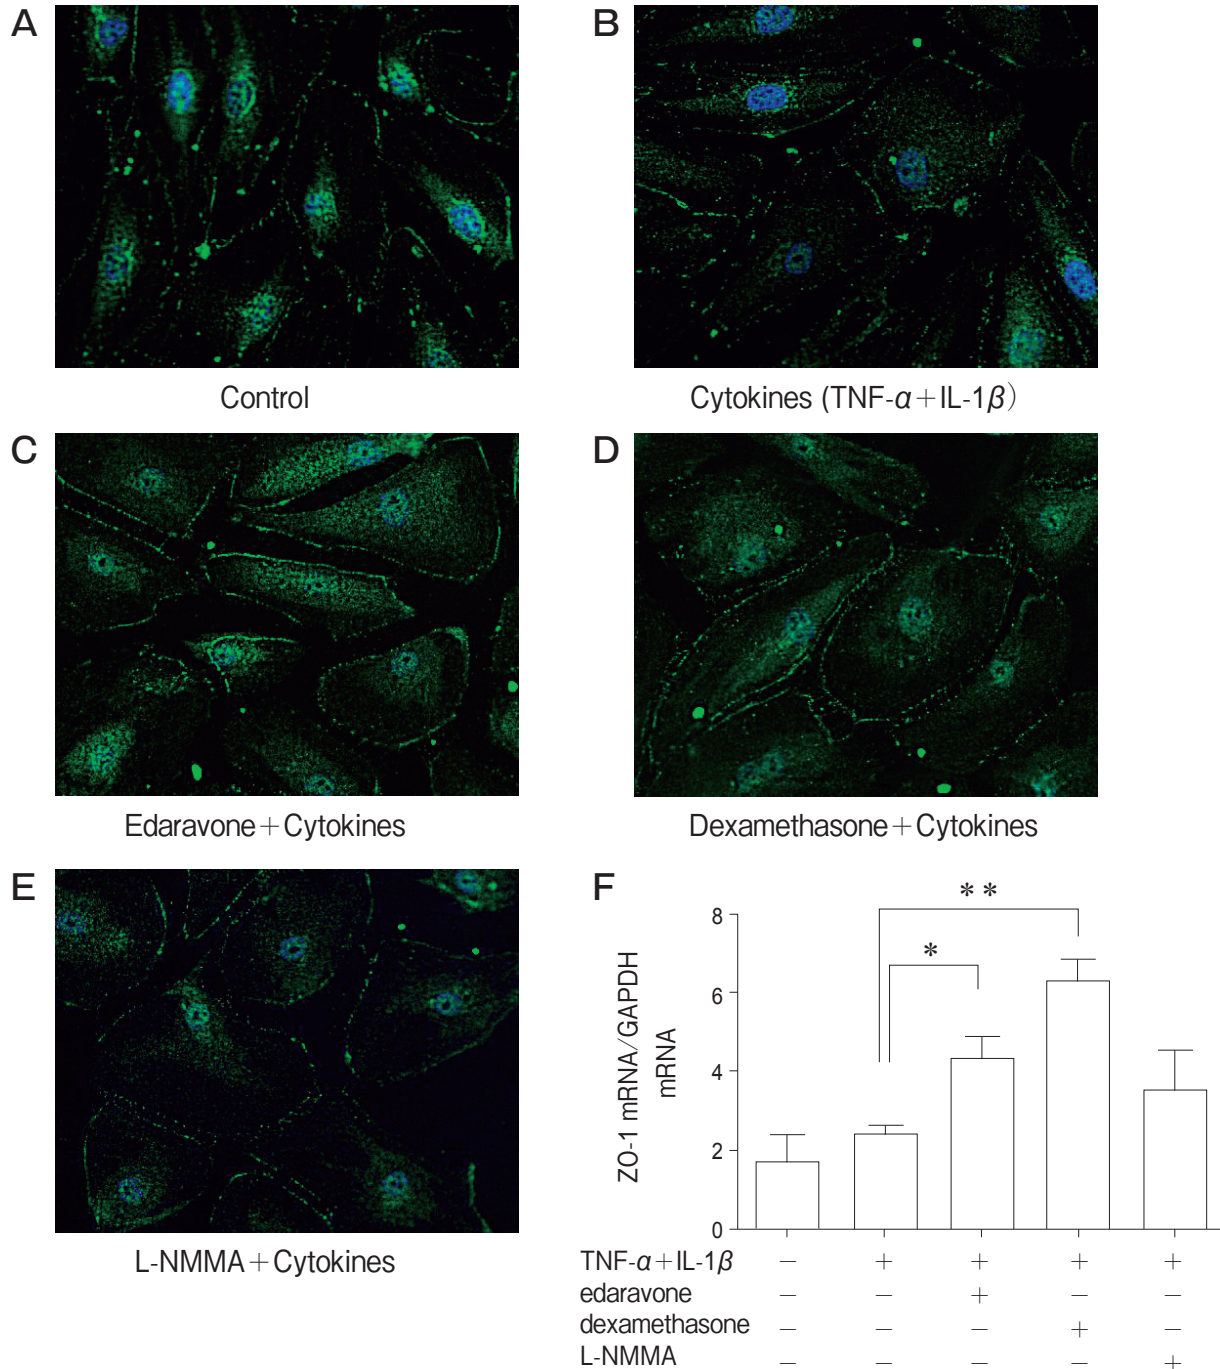 A
B
Control
Cytokines (TNF-α+IL-1β)
C
D
Edaravone+Cytokines
Dexamethasone+Cytokines
E
L-NMMA+Cytokines
F
**
*
8
6
4
2
0
ZO-1 mRNA/GAPDH
mRNA
TNF-α+IL-1β − + + + +
edaravone − − + − −
dexamethasone − − − + −
L-NMMA − − − − +